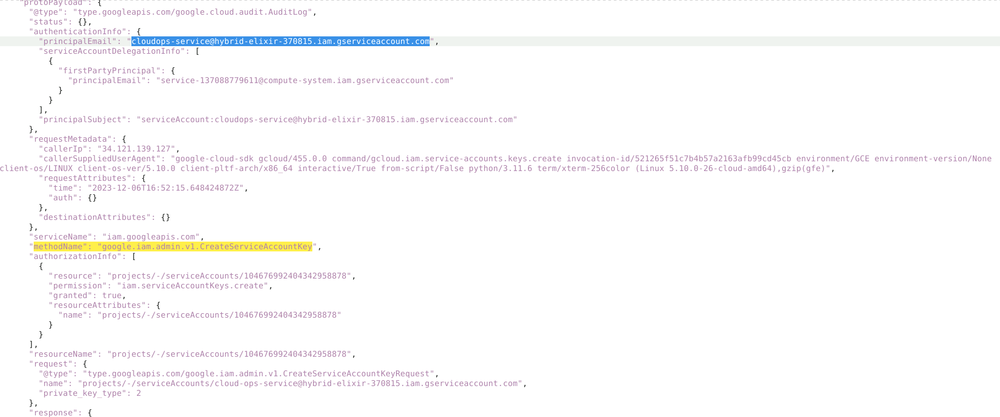 "protoPayload": {
"@type": "type.googleapis.com/google.cloud.audit.AuditLog",
"status": {},
"authenticationInfo": {
"principalEmail": "cloudops-service@hybrid-elixir-370815.iam.gserviceaccount.com",
"serviceAccountDelegationInfo": [
{
"firstPartyPrincipal": {
"principalEmail": "service-137088779611@compute-system.iam.gserviceaccount.com"
}
}
],
"principalSubject": "serviceAccount:cloudops-service@hybrid-elixir-370815.iam.gserviceaccount.com"
},
"requestMetadata": {
"callerIp": "34.121.139.127",
"callerSuppliedUserAgent": "google-cloud-sdk gcloud/455.0.0 command/gcloud.iam.service-accounts.keys.create invocation-id/521265f51c7b4b57a2163afb99cd45cb environment/GCE environment-version/None
client-os/LINUX client-os-ver/5.10.0 client-pltf-arch/x86_64 interactive/True from-script/False python/3.11.6 term/xterm-256color (Linux 5.10.0-26-cloud-amd64),gzip(gfe)",
"requestAttributes": {
"time": "2023-12-06T16:52:15.648424872Z",
"auth": {}
},
"destinationAttributes": {}
},
"serviceName": "iam.googleapis.com",
"methodName": "google.iam.admin.v1.CreateServiceAccountKey",
"authorizationInfo": [
{
"resource": "projects/-/serviceAccounts/104676992404342958878",
"permission": "iam.serviceAccountKeys.create",
"granted": true,
"resourceAttributes": {
"name": "projects/-/serviceAccounts/104676992404342958878"
}
}
],
"resourceName": "projects/-/serviceAccounts/104676992404342958878",
"request": {
"@type": "type.googleapis.com/google.iam.admin.v1.CreateServiceAccountKeyRequest",
"name": "projects/-/serviceAccounts/cloud-ops-service@hybrid-elixir-370815.iam.gserviceaccount.com",
"private_key_type": 2
},
"response": {